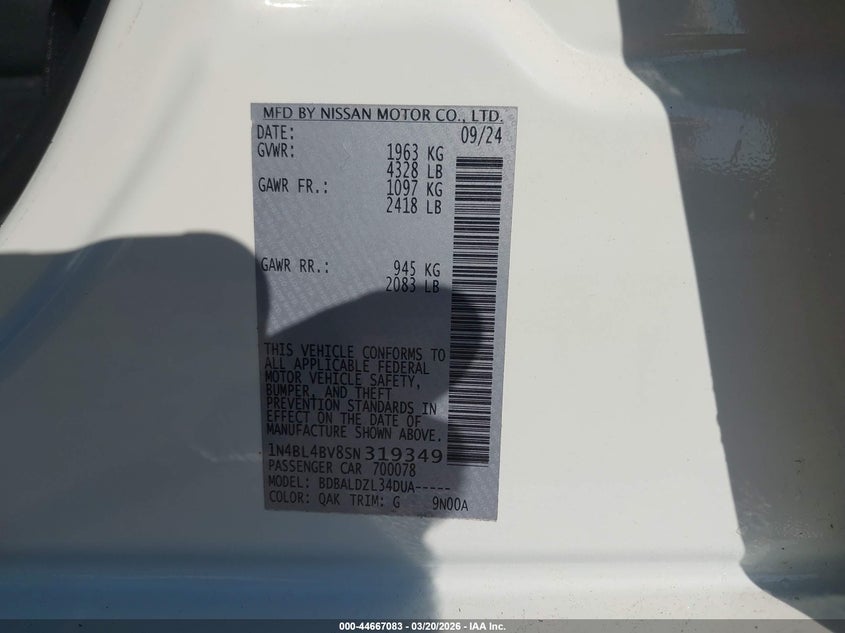 MFD BY NISSAN MOTOR CO., LTD.
DATE: 09/24
GVWR: 1963 KG
4328 LB
GAWR FR.: 1097 KG
2418 LB
GAWR RR.: 945 KG
2083 LB
THIS VEHICLE CONFORMS TO
ALL APPLICABLE FEDERAL
MOTOR VEHICLE SAFETY,
BUMPER, AND THEFT
PREVENTION STANDARDS IN
EFFECT ON THE DATE OF
MANUFACTURE SHOWN ABOVE.
1N4BL4BV8SN319349
PASSENGER CAR 700078
MODEL: BDBALDZL34DUA-----
COLOR: QAK TRIM: G 9N00A
000-44667083 - 03/20/2026 - IAA Inc.